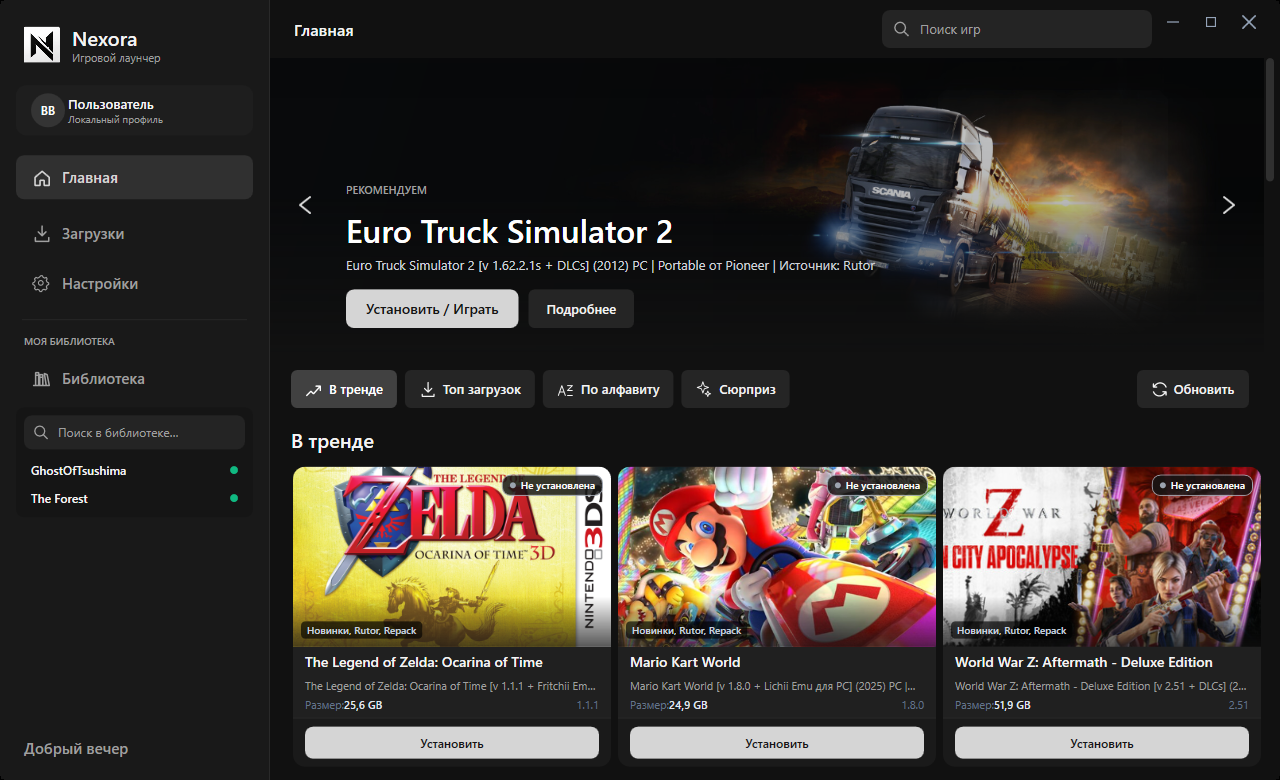 Nexora
Игровой лаунчер
BB
Пользователь
Локальный профиль
Главная
Загрузки
Настройки
МОЯ БИБЛИОТЕКА
Библиотека
Поиск в библиотеке...
GhostOfTsushima
The Forest
Добрый вечер
Главная
Поиск игр
РЕКОМЕНДУЕМ
Euro Truck Simulator 2
Euro Truck Simulator 2 [v 1.62.2.1s + DLCs] (2012) PC | Portable от Pioneer | Источник: Rutor
Установить / Играть
Подробнее
SCANIA
В тренде
Топ загрузок
По алфавиту
Сюрприз
Обновить
В тренде
THE LEGEND
ZELDA
OCARINA OF TIME 3D
NINTENDO3DS
Не установлена
Новинки, Rutor, Repack
The Legend of Zelda: Ocarina of Time
The Legend of Zelda: Ocarina of Time [v 1.1.1 + Fritchii Em...
Размер:25,6 GB
1.1.1
Установить
Не установлена
Новинки, Rutor, Repack
Mario Kart World
Mario Kart World [v 1.8.0 + Lichii Emu для PC] (2025) PC |...
Размер:24,9 GB
1.8.0
Установить
Не установлена
WORLD WAR
Z
N CITY APOCALYPSE
Новинки, Rutor, Repack
World War Z: Aftermath - Deluxe Edition
World War Z: Aftermath - Deluxe Edition [v 2.51 + DLCs] (2...
Размер:51,9 GB
2.51
Установить